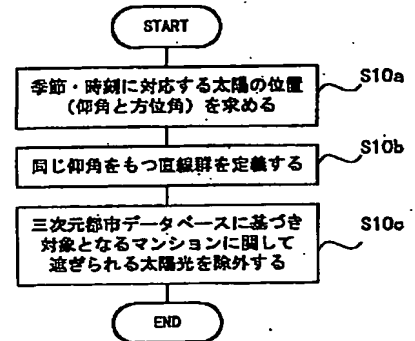 START
季節・時刻に対応する太陽の位置
(仰角と方位角)を求める
S10a
同じ仰角をもつ直線群を定義する
S10b
三次元都市データベースに基づき
対象となるマンションに関して
遮ぎられる太陽光を除外する
S10c
END